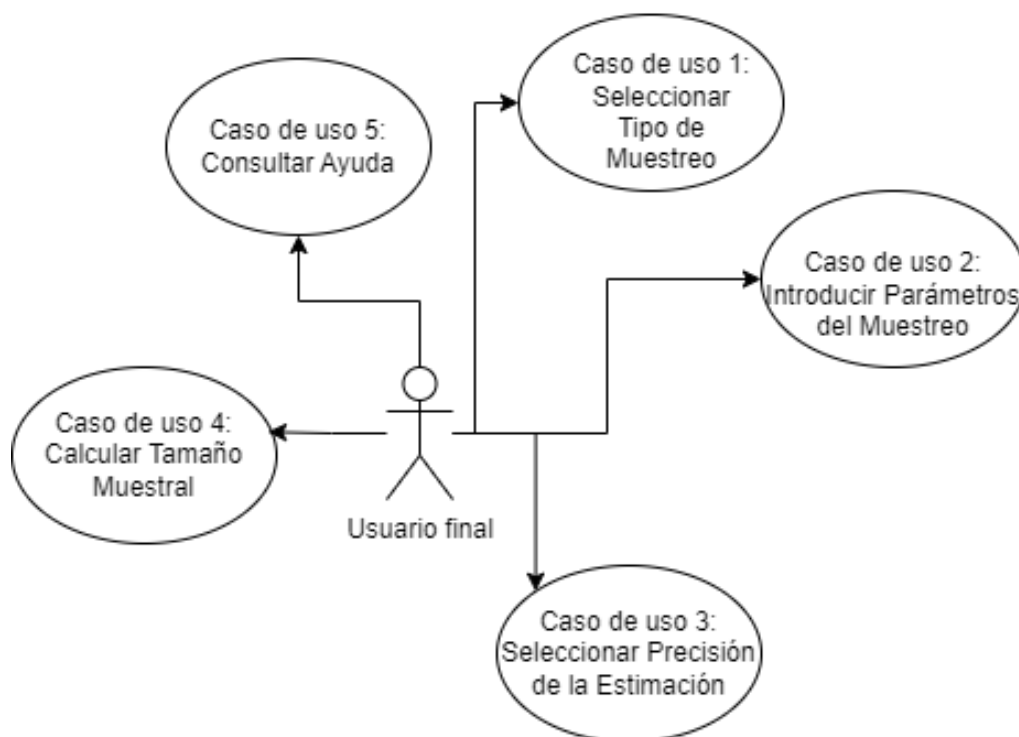 Caso de uso 1:
Seleccionar
Tipo de
Muestreo
Caso de uso 5:
Consultar Ayuda
Caso de uso 2:
Introducir Parámetros
del Muestreo
Caso de uso 4:
Calcular Tamaño
Muestral
Usuario final
Caso de uso 3:
Seleccionar Precisión
de la Estimación